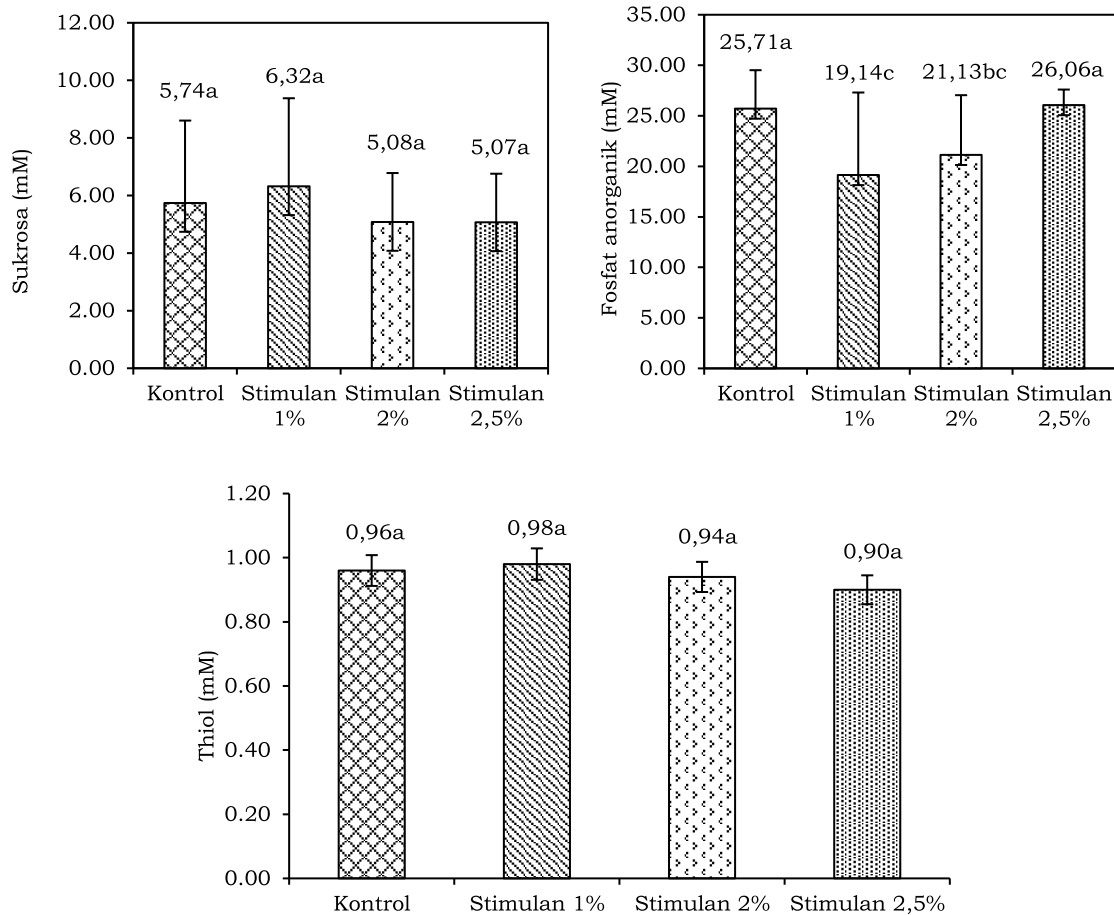 Sukrosa (mM)
12.00
10.00
8.00
6.00
4.00
2.00
0.00
5,74a
6,32a
5,08a
5,07a
Kontrol
Stimulan
1%
Stimulan
2%
Stimulan
2,5%
Fosfat anorganik (mM)
35.00
30.00
25.00
20.00
15.00
10.00
5.00
0.00
25,71a
19,14c
21,13bc
26,06a
Kontrol
Stimulan
1%
Stimulan
2%
Stimulan
2,5%
Thiol (mM)
1.20
1.00
0.80
0.60
0.40
0.20
0.00
0,96a
0,98a
0,94a
0,90a
Kontrol
Stimulan 1%
Stimulan 2%
Stimulan 2,5%